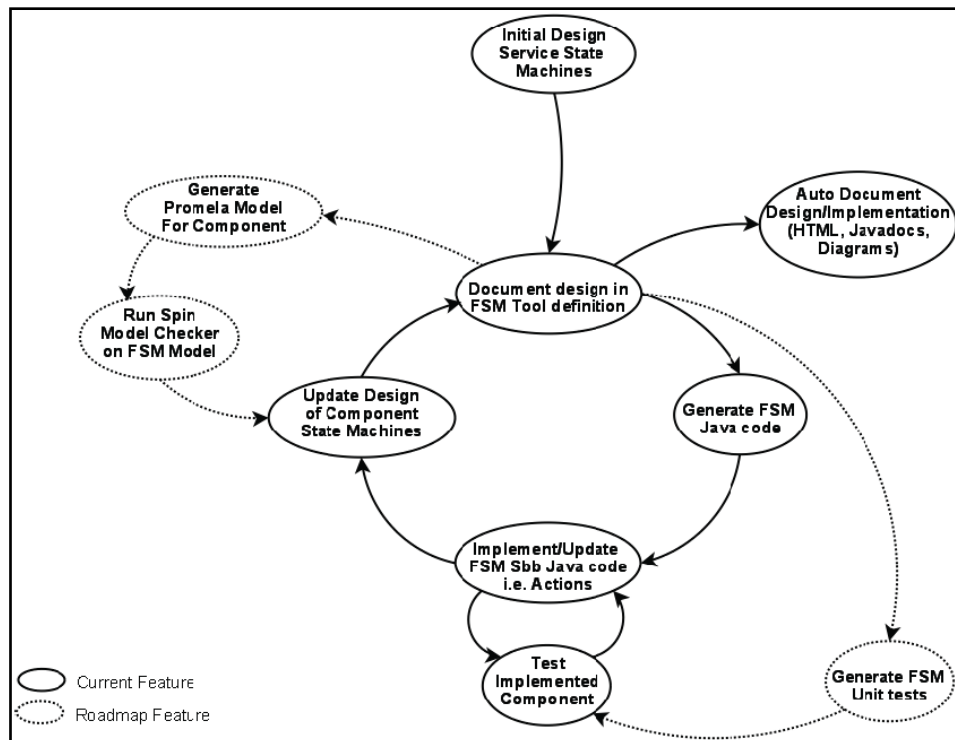 Initial Design
Service State
Machines
Generate
Promela Model
For Component
Auto Document
Design/Implementation
(HTML, Javadocs,
Diagrams)
Document design in
FSM Tool definition
Run Spin
Model Checker
on FSM Model
Update Design
of Component
State Machines
Generate FSM
Java code
Implement/Update
FSM Sbb Java code
i.e. Actions
Test
Implemented
Component
Generate FSM
Unit tests
Current Feature
Roadmap Feature